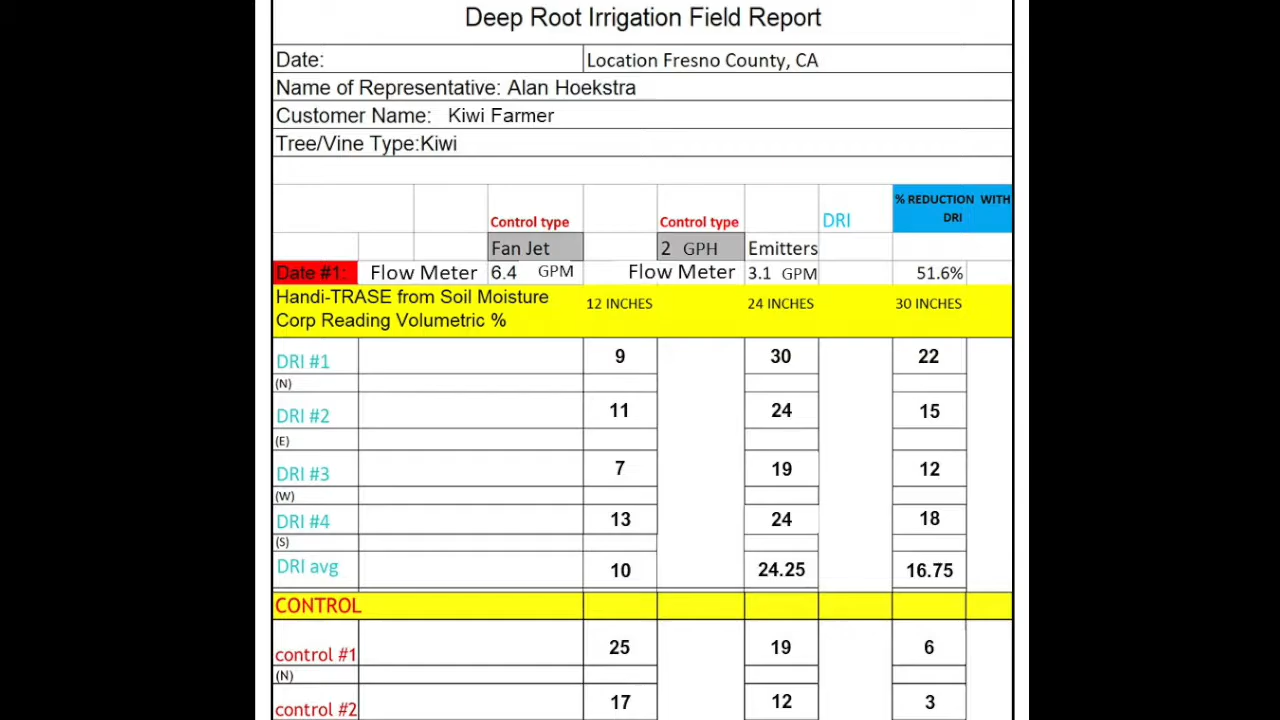 Deep Root Irrigation Field Report
Date: Location Fresno County, CA
Name of Representative: Alan Hoekstra
Customer Name: Kiwi Farmer
Tree/Vine Type:Kiwi
Control type Control type DRI % REDUCTION WITH DRI
Fan Jet 2 GPH Emitters
Date #1: Flow Meter 6.4 GPM Flow Meter 3.1 GPM 51.6%
Handi-TRASE from Soil Moisture 12 INCHES 24 INCHES 30 INCHES
Corp Reading Volumetric %
DRI #1 9 30 22
(N)
DRI #2 11 24 15
(E)
DRI #3 7 19 12
(W)
DRI #4 13 24 18
(S)
DRI avg 10 24.25 16.75
CONTROL
control #1 25 19 6
(N)
control #2 17 12 3